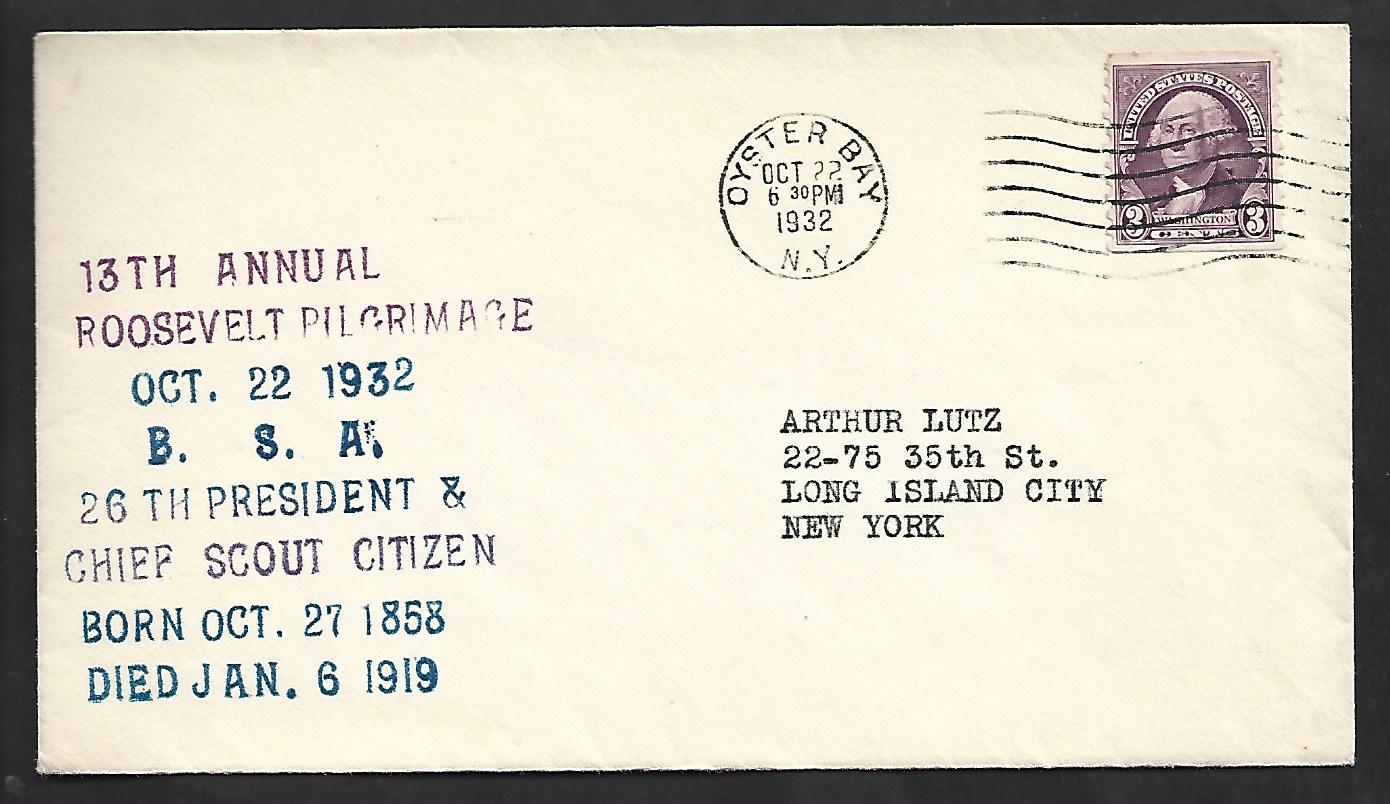 13TH ANNUAL
ROOSEVELT PILGRIMAGE
OCT. 22 1932
B. S. A.
26 TH PRESIDENT &
CHIEF SCOUT CITIZEN
BORN OCT. 27 1858
DIED JAN. 6 1919
OYSTER BAY
OCT 22
6 30 PM
1932
N.Y.
UNITED STATES POSTAGE
3 WASHINGTON 3
ARTHUR LUTZ
22-75 35th St.
LONG ISLAND CITY
NEW YORK